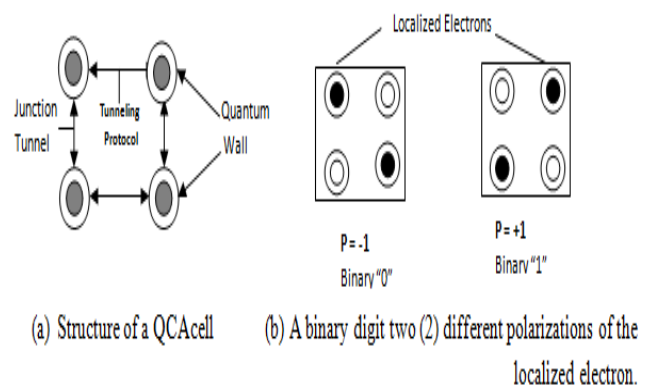 Localized Electrons
Junction
Tunnel
Tunneling
Protocol
Quantum
Wall
P = -1
Binary "0"
P = +1
Binary "1"
(a) Structure of a QCAcell
(b) A binary digit two (2) different polarizations of the
localized electron.